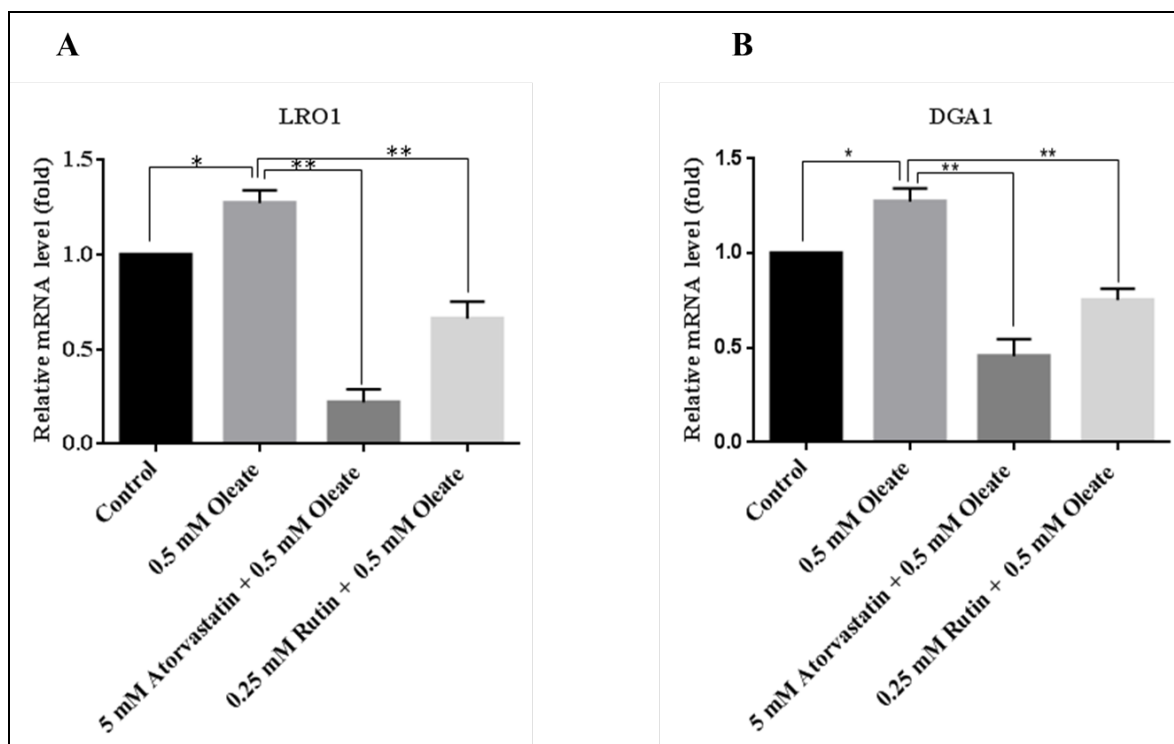 A
LRO1
Relative mRNA level (fold)
1.5
1.0
0.5
0.0
*
**
**
Control
0.5 mM Oleate
5 mM Atorvastatin + 0.5 mM Oleate
0.25 mM Rutin + 0.5 mM Oleate
B
DGA1
Relative mRNA level (fold)
1.5
1.0
0.5
0.0
*
**
**
Control
0.5 mM Oleate
5 mM Atorvastatin + 0.5 mM Oleate
0.25 mM Rutin + 0.5 mM Oleate